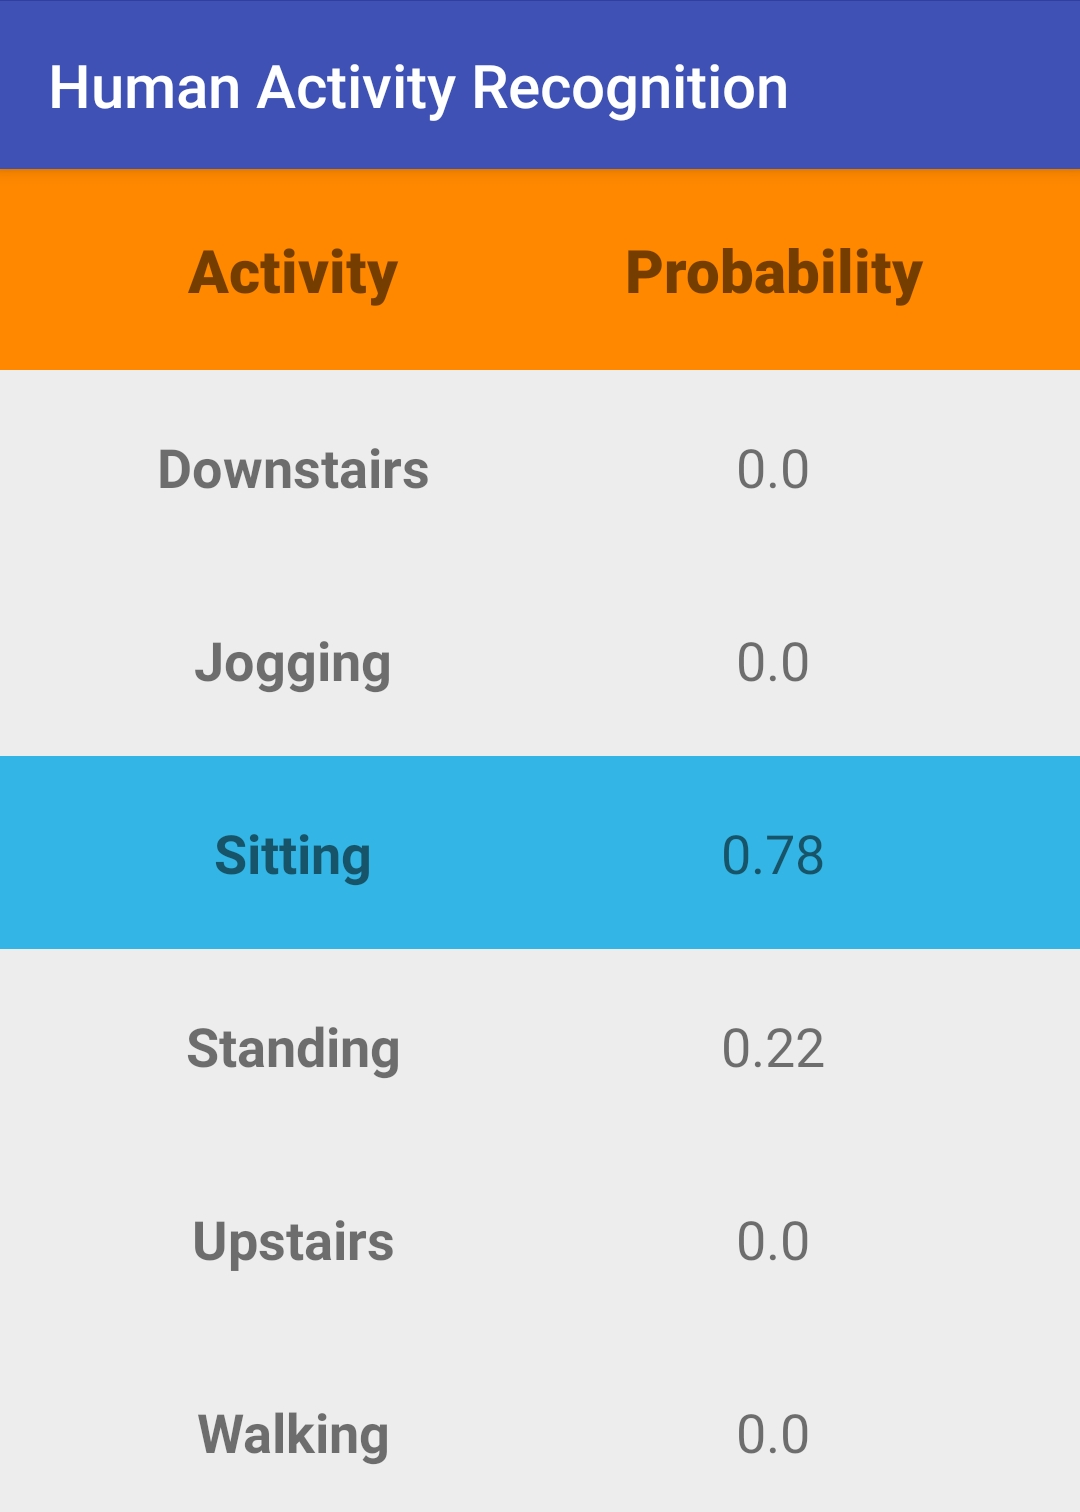 Human Activity Recognition
Activity Probability
Downstairs 0.0
Jogging 0.0
Sitting 0.78
Standing 0.22
Upstairs 0.0
Walking 0.0